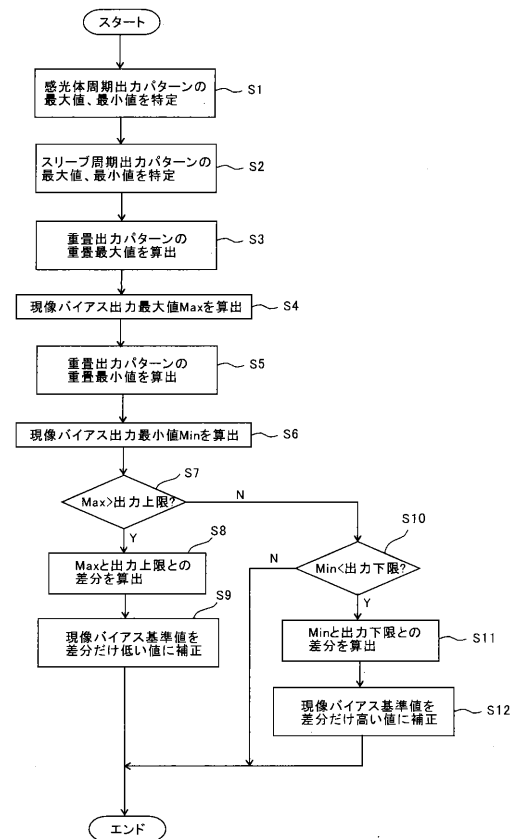 スタート
感光体周期出力パターンの
最大値、最小値を特定
S1
スリーブ周期出力パターンの
最大値、最小値を特定
S2
重畳出力パターンの
重畳最大値を算出
S3
現像バイアス出力最大値Maxを算出
S4
重畳出力パターンの
重畳最小値を算出
S5
現像バイアス出力最小値Minを算出
S6
S7
Max>出力上限?
N
Y
S8
Maxと出力上限との
差分を算出
S9
現像バイアス基準値を
差分だけ低い値に補正
S10
N
Min<出力下限?
Y
Minと出力下限との
差分を算出
S11
現像バイアス基準値を
差分だけ高い値に補正
S12
エンド